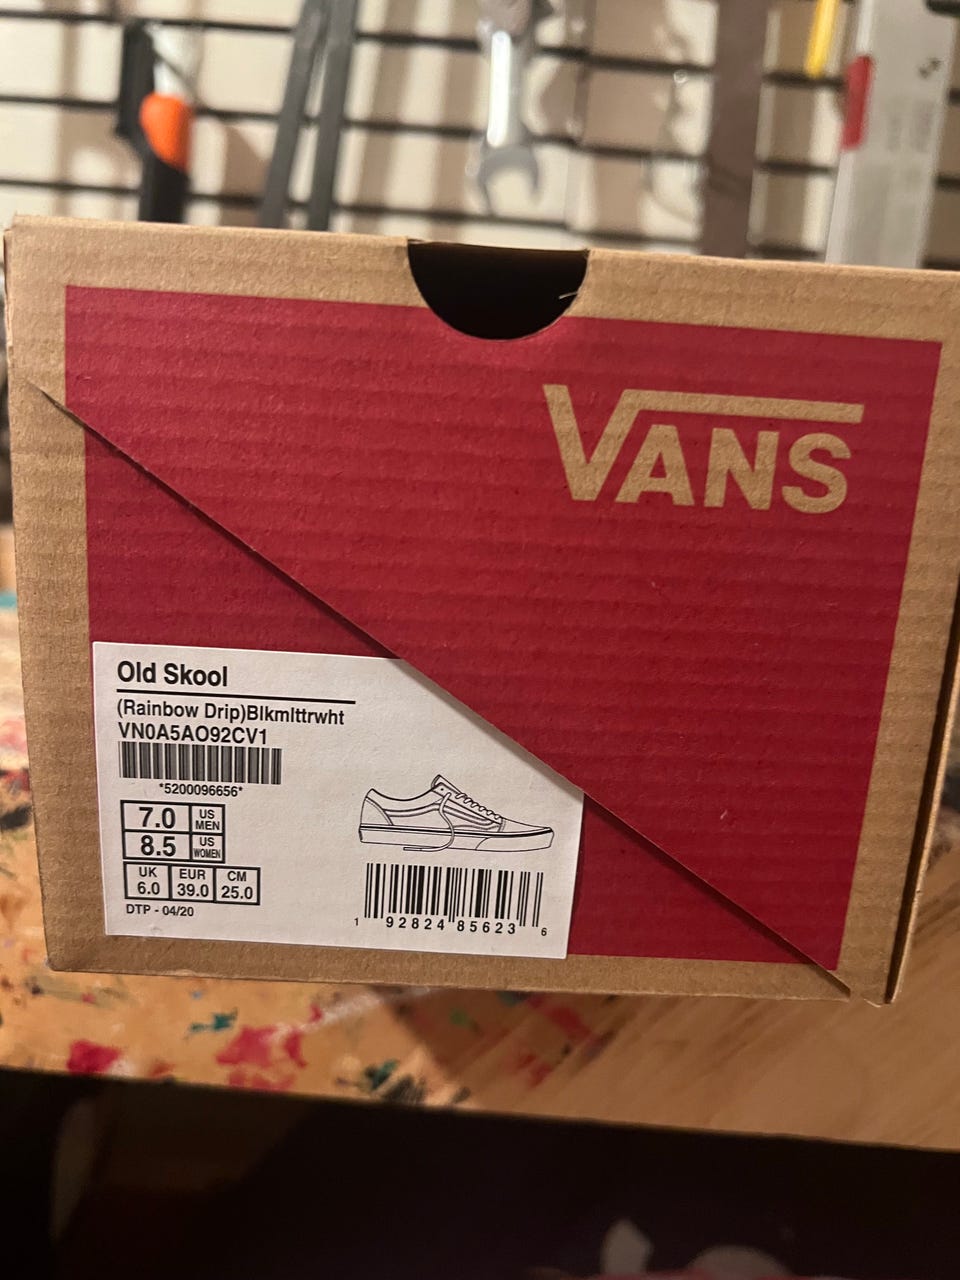 VANS
Old Skool
(Rainbow Drip)Blkmlttrwht
VN0A5AO92CV1
*5200096656*
7.0 US MEN
8.5 US WOMEN
UK EUR CM
6.0 39.0 25.0
DTP - 04/20
1 92824 85623 6